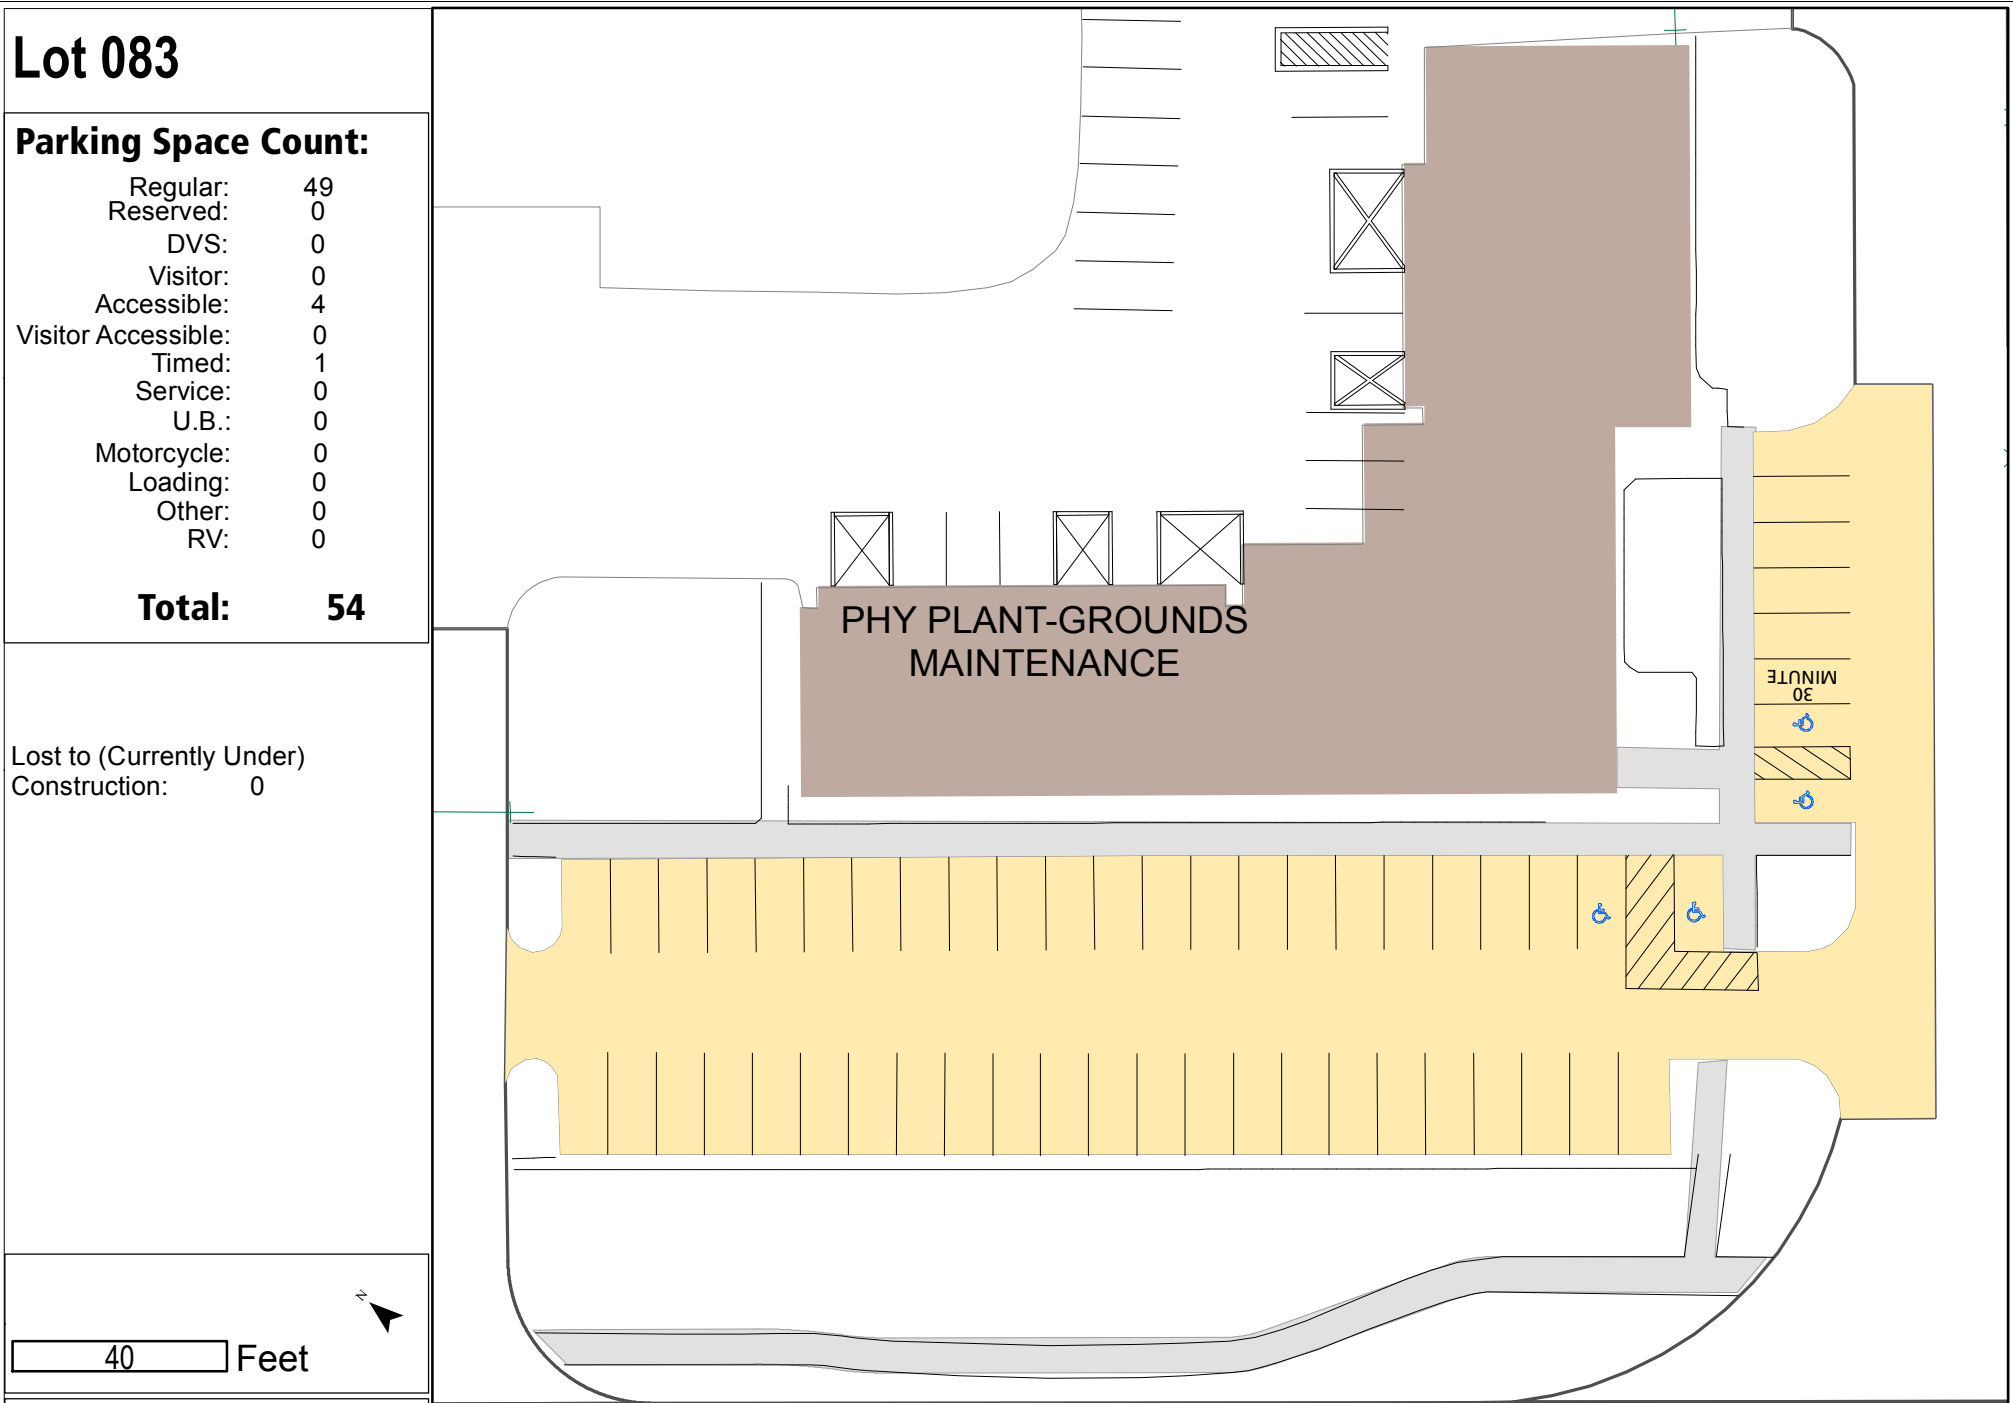 Lot 083
Parking Space Count:
Regular: 49
Reserved: 0
DVS: 0
Visitor: 0
Accessible: 4
Visitor Accessible: 0
Timed: 1
Service: 0
U.B.: 0
Motorcycle: 0
Loading: 0
Other: 0
RV: 0
Total: 54
Lost to (Currently Under)
Construction: 0
N
40 Feet
PHY PLANT-GROUNDS
MAINTENANCE
30
MINUTE